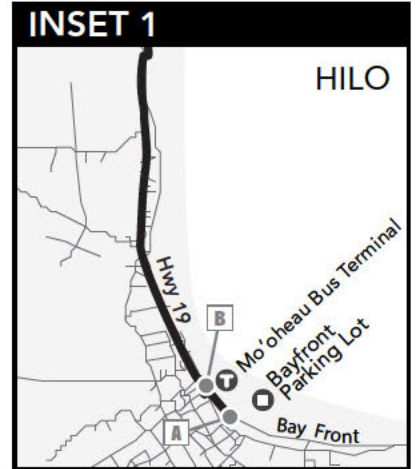 INSET 1
HILO
Hwy 19
B
T
Mo'oheau Bus Terminal
Bayfront
Parking Lot
A
Bay Front